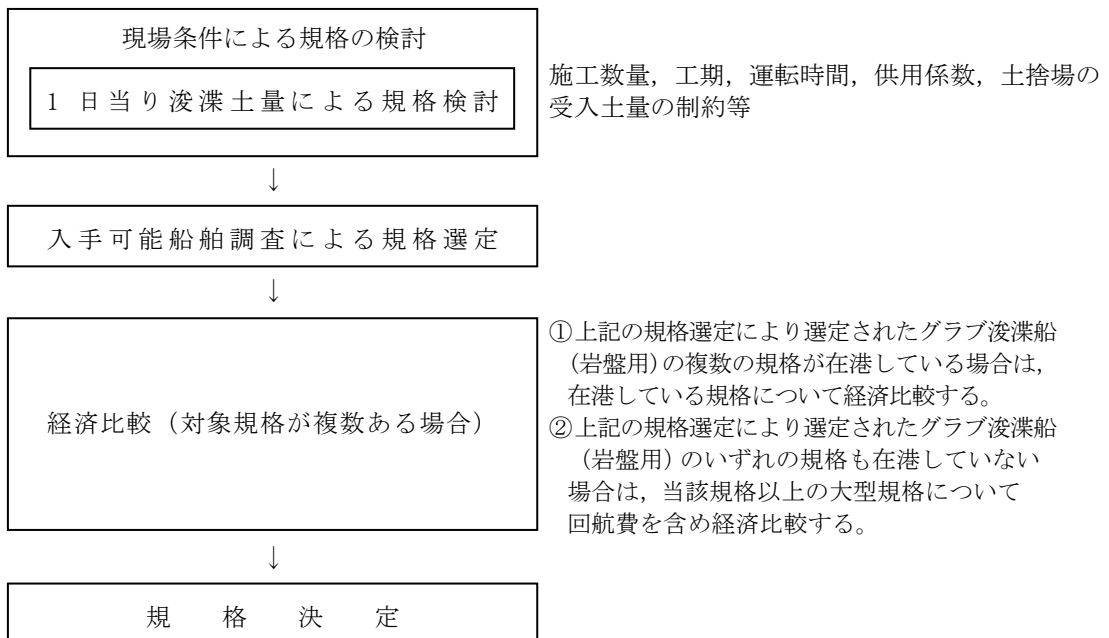 現場条件による規格の検討
1 日当り浚渫土量による規格検討
施工数量，工期，運転時間，供用係数，土捨場の
受入土量の制約等
↓
入手可能船舶調査による規格選定
↓
経済比較（対象規格が複数ある場合）
①上記の規格選定により選定されたグラブ浚渫船
(岩盤用)の複数の規格が在港している場合は，
在港している規格について経済比較する。
②上記の規格選定により選定されたグラブ浚渫船
(岩盤用)のいずれの規格も在港していない
場合は，当該規格以上の大型規格について
回航費を含め経済比較する。
↓
規 格 決 定